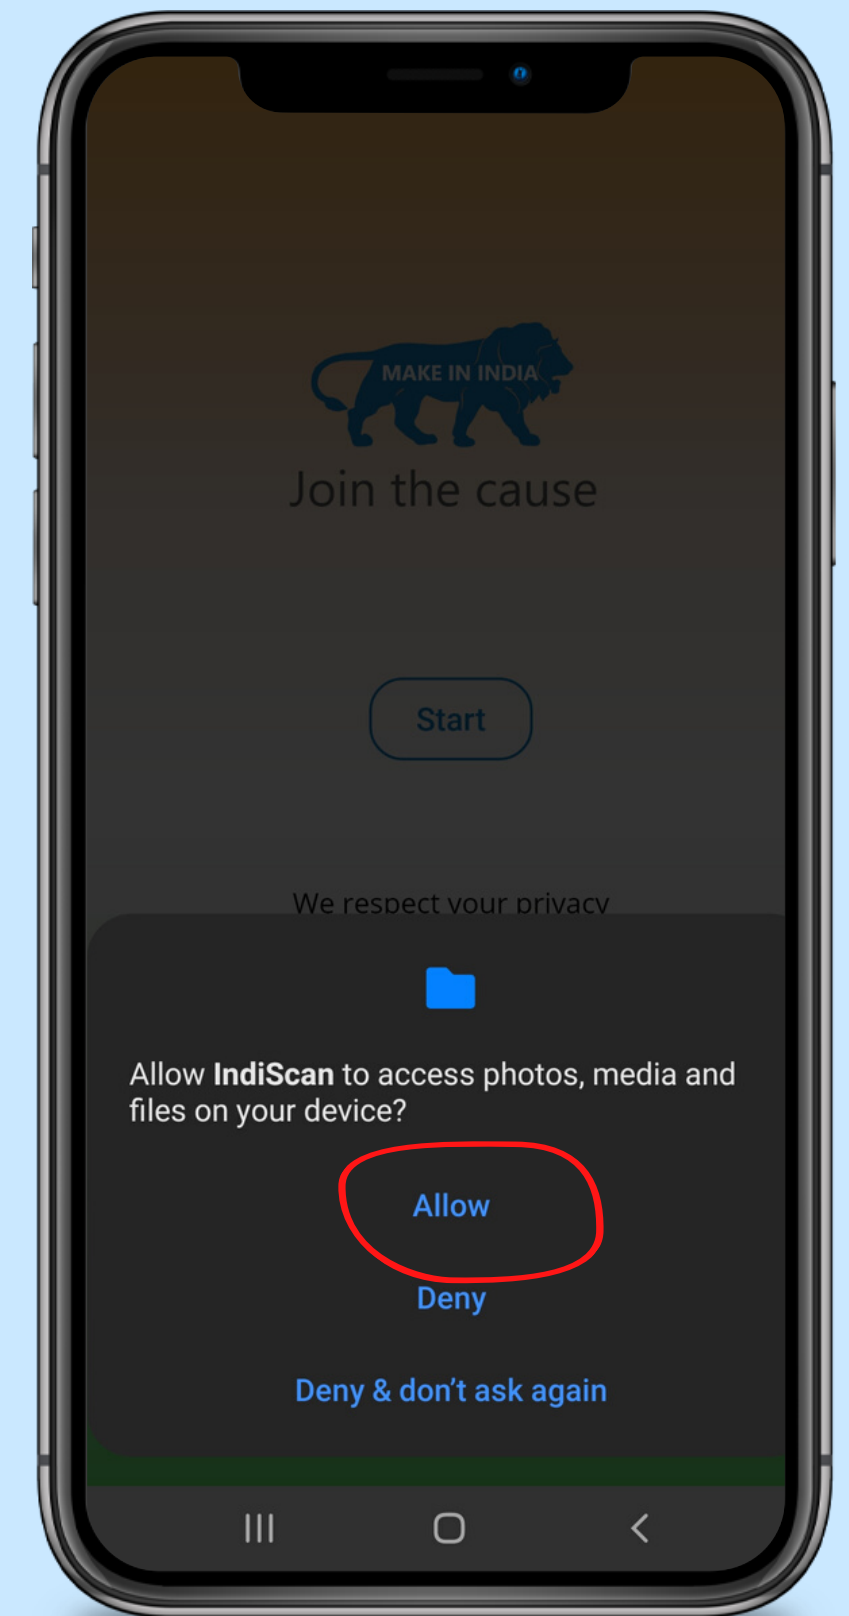 MAKE IN INDIA
Join the cause
Start
We respect your privacy
Allow IndiScan to access photos, media and
files on your device?
Allow
Deny
Deny & don't ask again